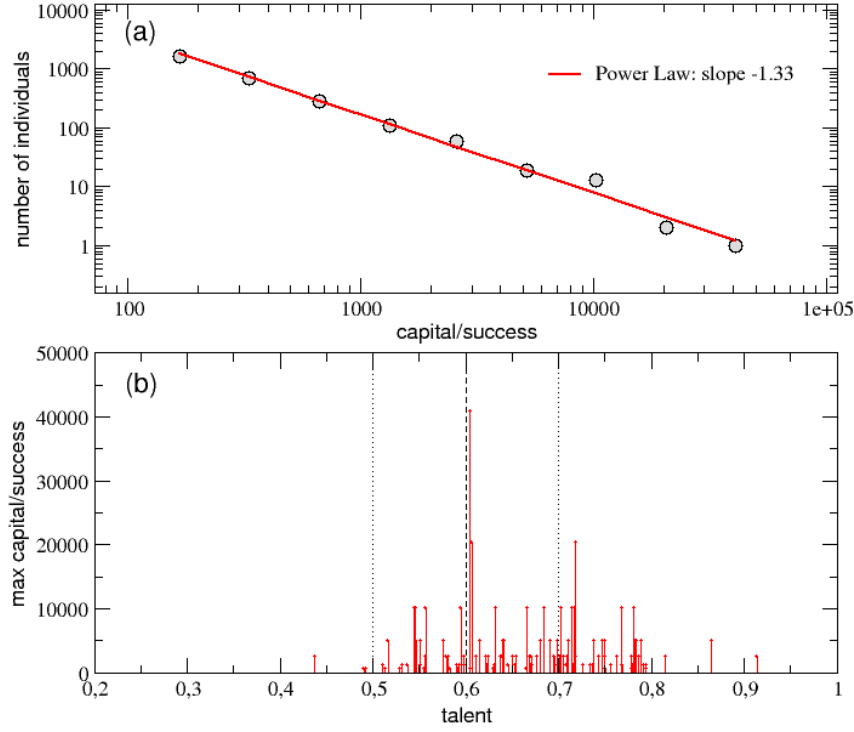 10000
(a)
1000
Power Law: slope -1.33
100
10
1
number of individuals
100 1000 10000 1e+05
capital/success
50000
(b)
40000
30000
20000
10000
0
max capital/success
0,2 0,3 0,4 0,5 0,6 0,7 0,8 0,9 1
talent